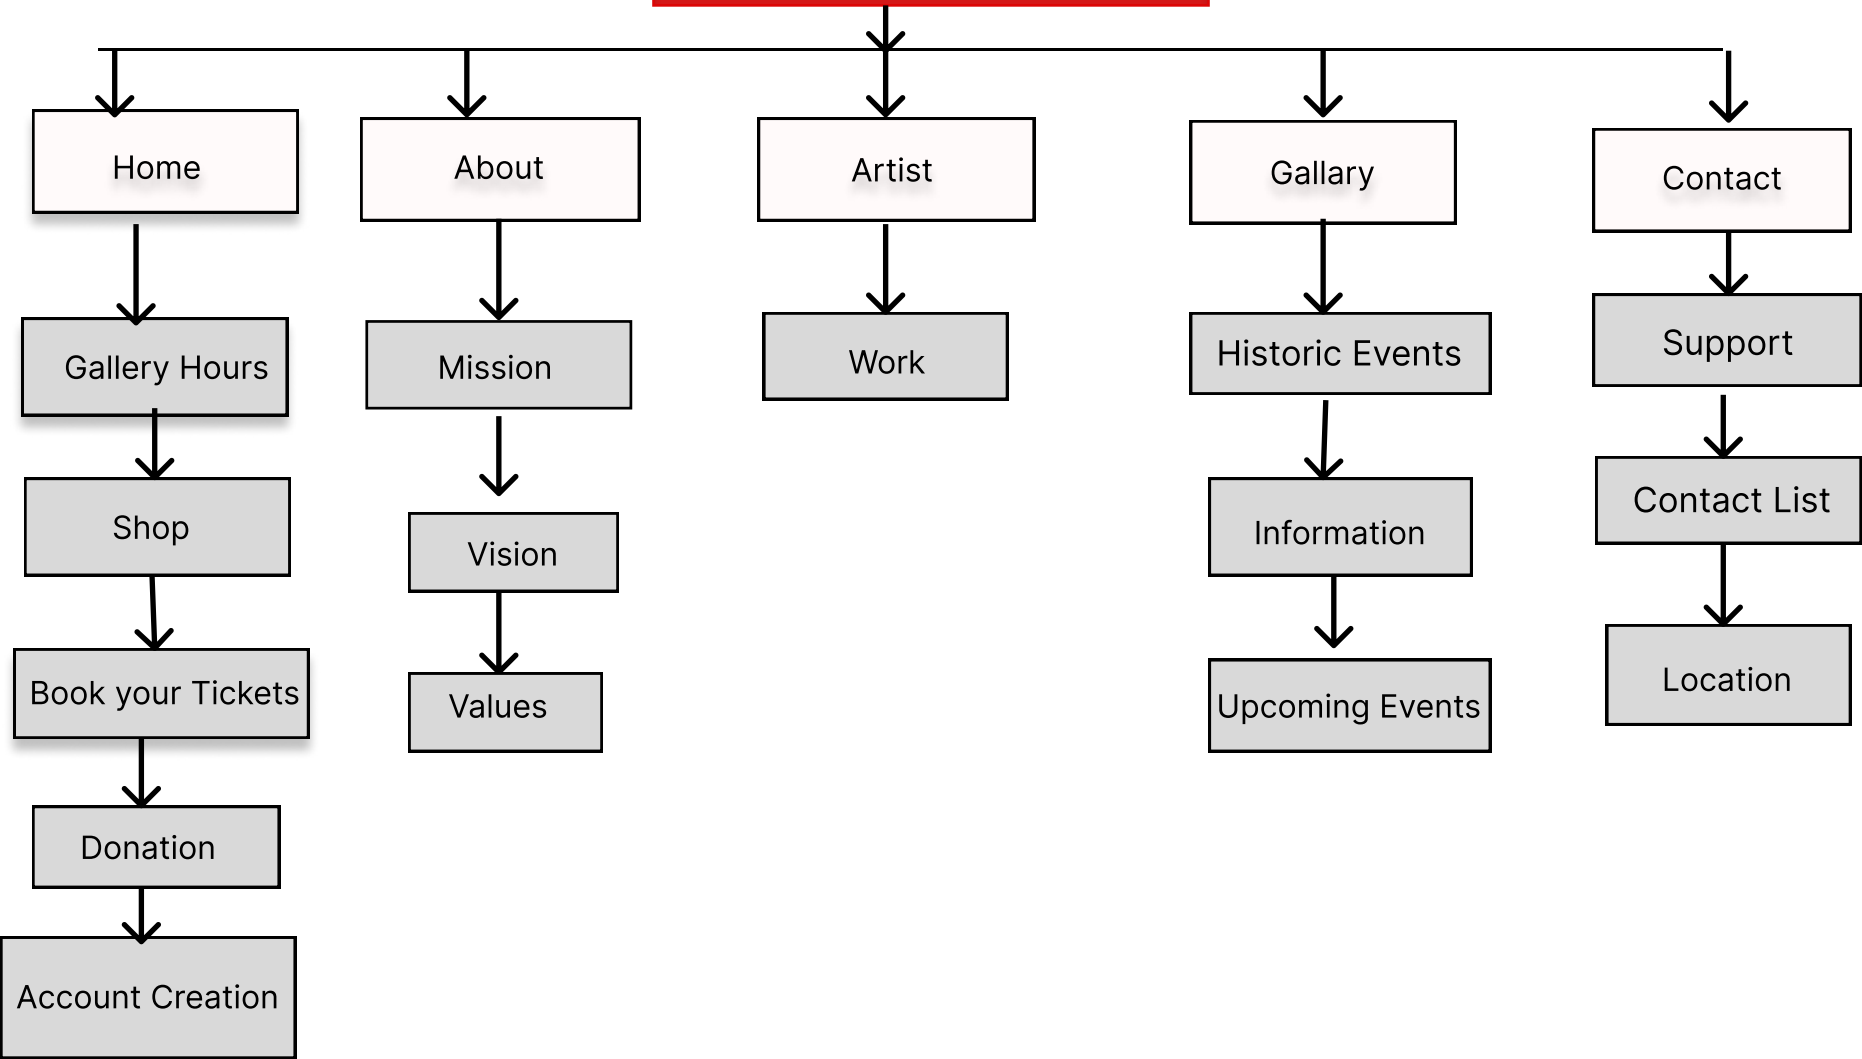 Home
About
Artist
Gallary
Contact
Gallery Hours
Mission
Work
Historic Events
Support
Shop
Vision
Information
Contact List
Book your Tickets
Values
Upcoming Events
Location
Donation
Account Creation